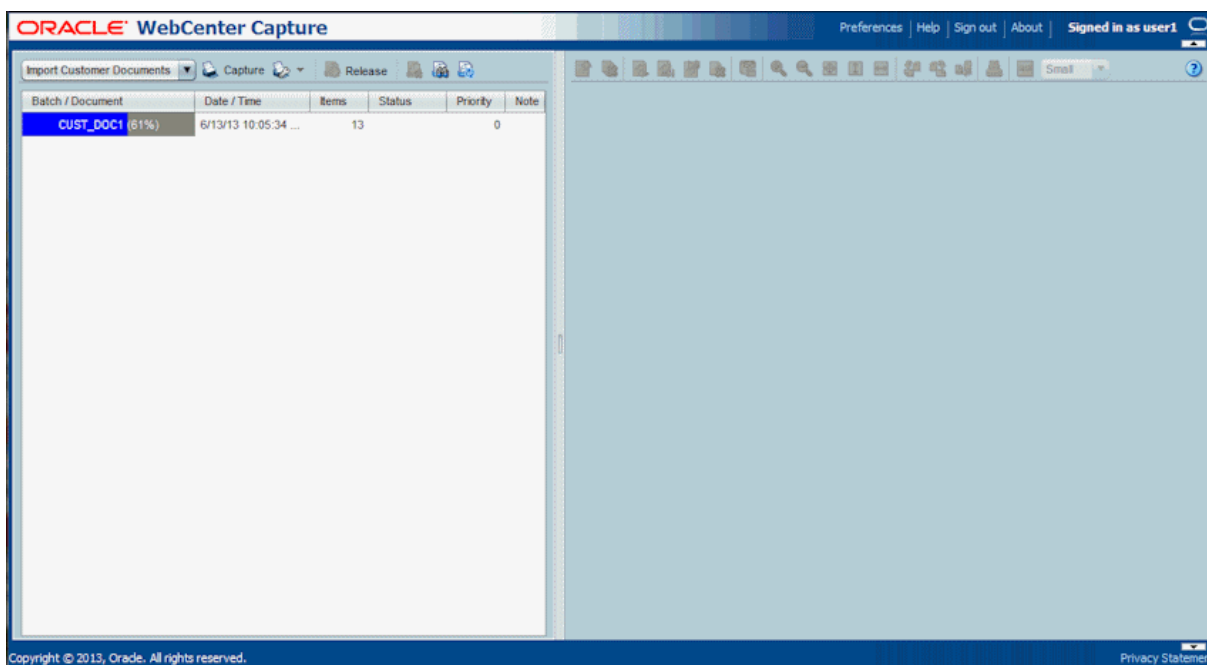 ORACLE WebCenter Capture
Preferences | Help | Sign out | About | Signed in as user1
Import Customer Documents Capture Release Small
Batch / Document Date / Time Items Status Priority Note
CUST_DOC1 (61%) 6/13/13 10:05:34 ... 13 0
Copyright © 2013, Oracle. All rights reserved. Privacy Statemen